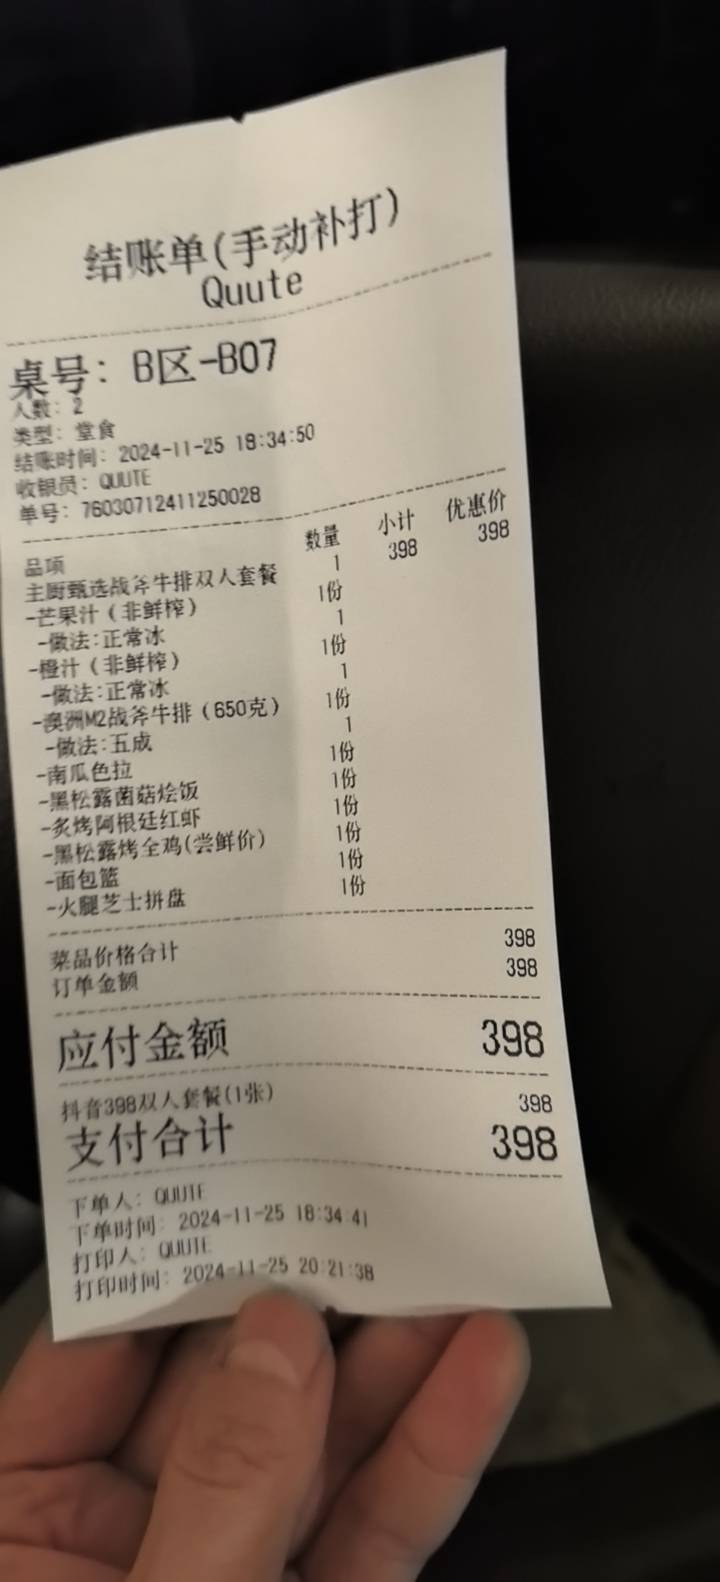 结账单(手动补打)
Quute
桌号: B区-B07
人数: 2
类型: 堂食
结账时间: 2024-11-25 18:34:50
收银员: QUUTE
单号: 76030712411250028
品项 数量 小计 优惠价
主厨甄选战斧牛排双人套餐 1 398 398
-芒果汁(非鲜榨) 1份
-做法:正常冰 1
-橙汁(非鲜榨) 1份
-做法:正常冰 1
-澳洲M2战斧牛排(650克) 1份
-做法:五成 1
-南瓜色拉 1份
-黑松露菌菇烩饭 1份
-炙烤阿根廷红虾 1份
-黑松露烤全鸡(尝鲜价) 1份
-面包篮 1份
-火腿芝士拼盘 1份
菜品价格合计 398
订单金额 398
应付金额 398
抖音398双人套餐(1张) 398
支付合计 398
下单人: QUUTE
下单时间: 2024-11-25 18:34:41
打印人: QUUTE
打印时间: 2024-11-25 20:21:38